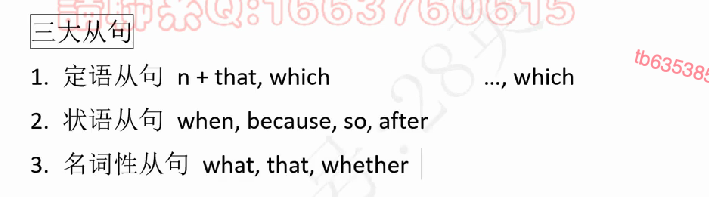 三大从句
1. 定语从句 n + that, which ..., which
2. 状语从句 when, because, so, after
3. 名词性从句 what, that, whether
tb635385